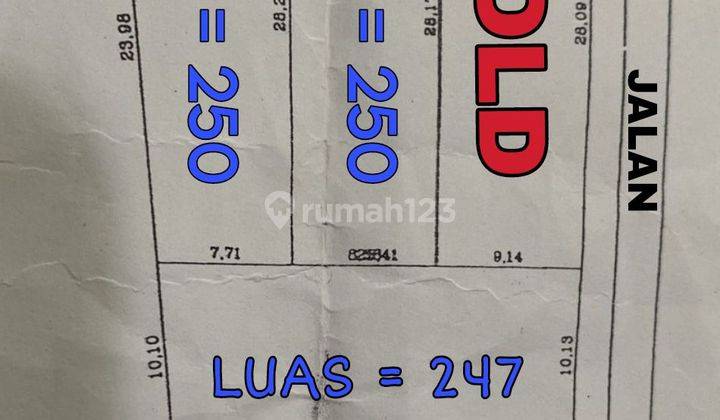 23,98
= 250
28,2
= 250
28,17
OLD
28,09
JALAN
rumah123
7,71
9,14
10,10
10,13
LUAS = 247